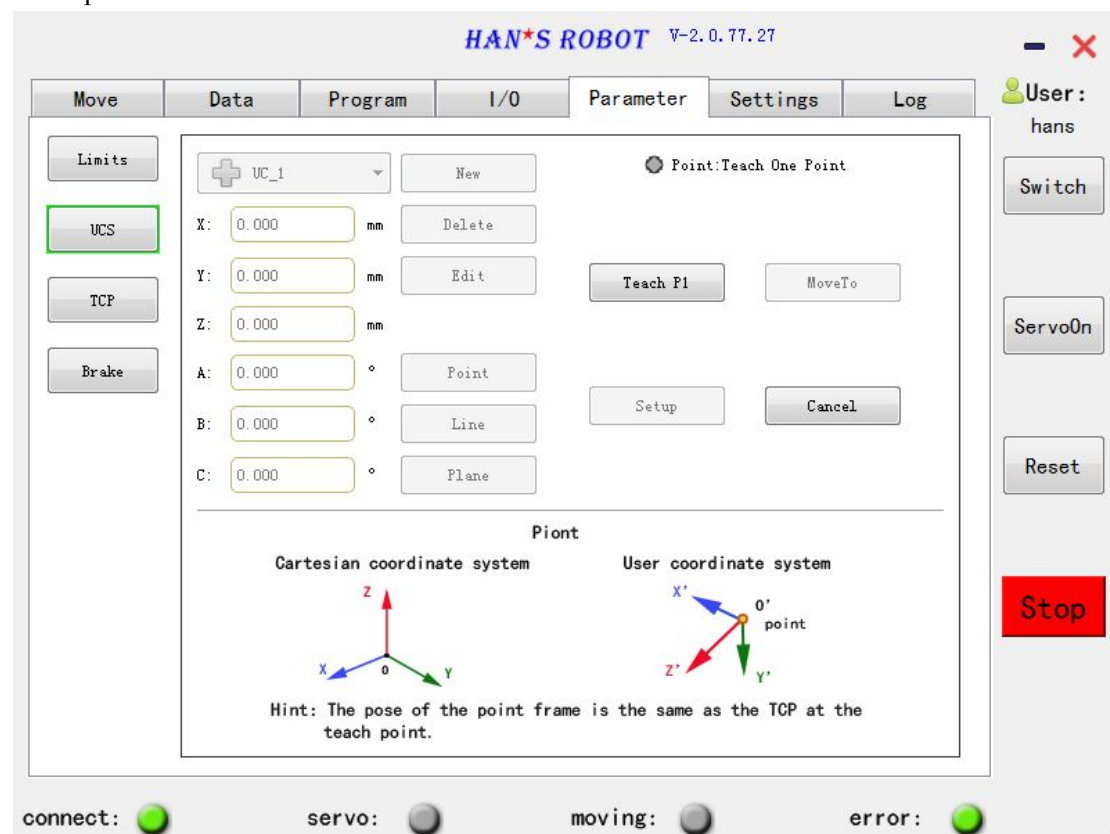 HAN*S ROBOT V-2.0.77.27
Move Data Program I/O Parameter Settings Log
User:
hans
Limits
UCS
TCP
Brake
UC_1 New
X: 0.000 mm Delete
Y: 0.000 mm Edit
Z: 0.000 mm
A: 0.000 ° Point
B: 0.000 ° Line
C: 0.000 ° Plane
Point:Teach One Point
Teach P1 MoveTo
Setup Cancel
Switch
ServoOn
Reset
Stop
Piont
Cartesian coordinate system
Z
X O Y
User coordinate system
X' O'
point
Z' Y'
Hint: The pose of the point frame is the same as the TCP at the
teach point.
connect: servo: moving: error: